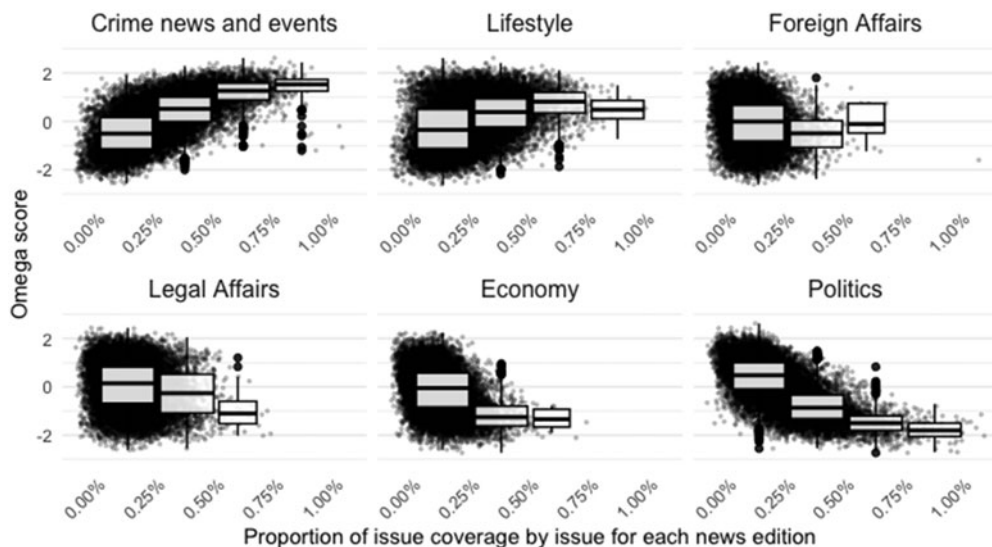 Crime news and events Lifestyle Foreign Affairs
2
0
-2
0.00% 0.25% 0.50% 0.75% 1.00% 0.00% 0.25% 0.50% 0.75% 1.00% 0.00% 0.25% 0.50% 0.75% 1.00%
Omega score
Legal Affairs Economy Politics
2
0
-2
0.00% 0.25% 0.50% 0.75% 1.00% 0.00% 0.25% 0.50% 0.75% 1.00% 0.00% 0.25% 0.50% 0.75% 1.00%
Proportion of issue coverage by issue for each news edition